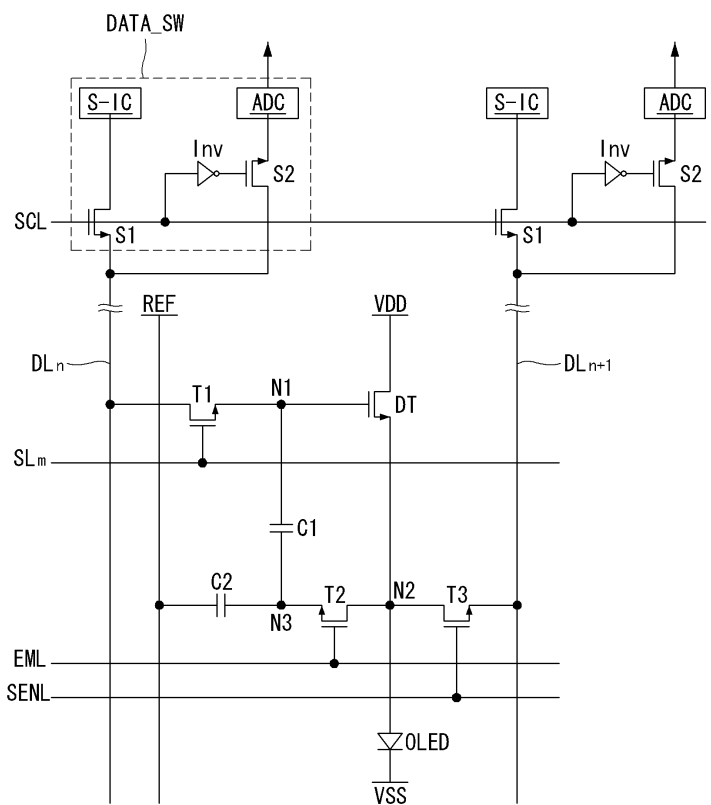 DATA_SW
S-IC
ADC
S-IC
ADC
Inv
S2
Inv
S2
SCL
S1
S1
REF
VDD
DLn
DLn+1
T1
N1
DT
SLm
C1
C2
N3
T2
N2
T3
EML
SENL
OLED
VSS